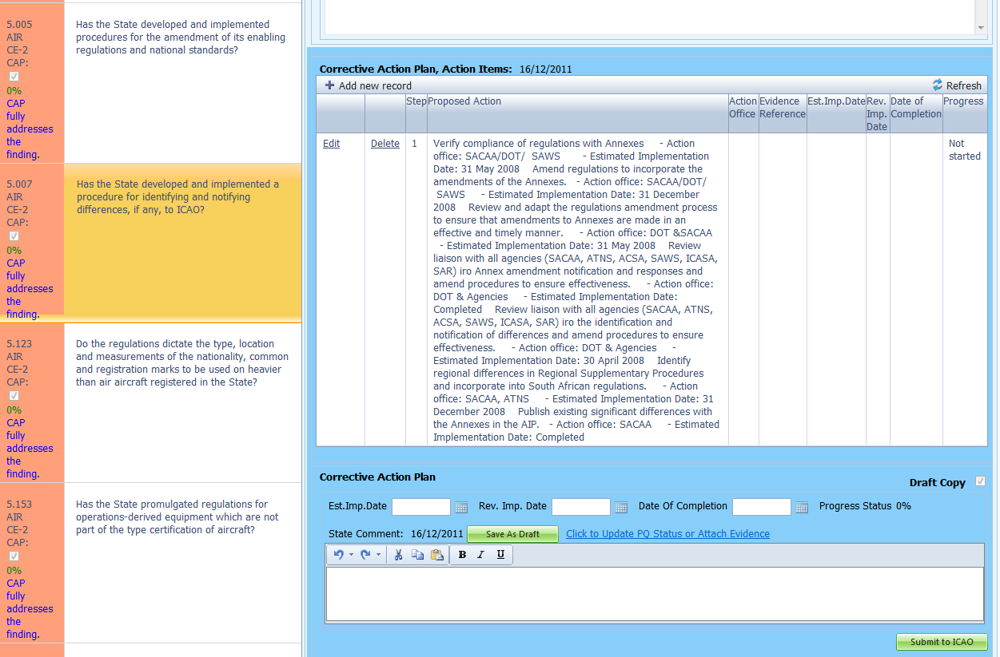 5.005
AIR
CE-2
CAP:
0%
CAP
fully
addresses
the
finding.
Has the State developed and implemented
procedures for the amendment of its enabling
regulations and national standards?
5.007
AIR
CE-2
CAP:
0%
CAP
fully
addresses
the
finding.
Has the State developed and implemented a
procedure for identifying and notifying
differences, if any, to ICAO?
5.123
AIR
CE-2
CAP:
0%
CAP
fully
addresses
the
finding.
Do the regulations dictate the type, location
and measurements of the nationality, common
and registration marks to be used on heavier
than air aircraft registered in the State?
5.153
AIR
CE-2
CAP:
0%
CAP
fully
addresses
the
finding.
Has the State promulgated regulations for
operations-derived equipment which are not
part of the type certification of aircraft?
Corrective Action Plan, Action Items: 16/12/2011
Add new record Refresh
Step Proposed Action Action Office Evidence Reference Est.Imp.Date Rev. Imp. Date Date of Completion Progress
Edit Delete 1
Verify compliance of regulations with Annexes - Action
office: SACAA/DOT/ SAWS - Estimated Implementation
Date: 31 May 2008 Amend regulations to incorporate the
amendments of the Annexes. - Action office: SACAA/DOT/
SAWS - Estimated Implementation Date: 31 December
2008 Review and adapt the regulations amendment process
to ensure that amendments to Annexes are made in an
effective and timely manner. - Action office: DOT &SACAA
- Estimated Implementation Date: 31 May 2008 Review
liaison with all agencies (SACAA, ATNS, ACSA, SAWS, ICASA,
SAR) iro Annex amendment notification and responses and
amend procedures to ensure effectiveness. - Action office:
DOT & Agencies - Estimated Implementation Date:
Completed Review liaison with all agencies (SACAA, ATNS,
ACSA, SAWS, ICASA, SAR) iro the identification and
notification of differences and amend procedures to ensure
effectiveness. - Action office: DOT & Agencies -
Estimated Implementation Date: 30 April 2008 Identify
regional differences in Regional Supplementary Procedures
and incorporate into South African regulations. - Action
office: SACAA, ATNS - Estimated Implementation Date: 31
December 2008 Publish existing significant differences with
the Annexes in the AIP. - Action office: SACAA - Estimated
Implementation Date: Completed
Not
started
Corrective Action Plan
Draft Copy
Est.Imp.Date Rev. Imp. Date Date Of Completion Progress Status 0%
State Comment: 16/12/2011 Save As Draft Click to Update PQ Status or Attach Evidence
B I U
Submit to ICAO